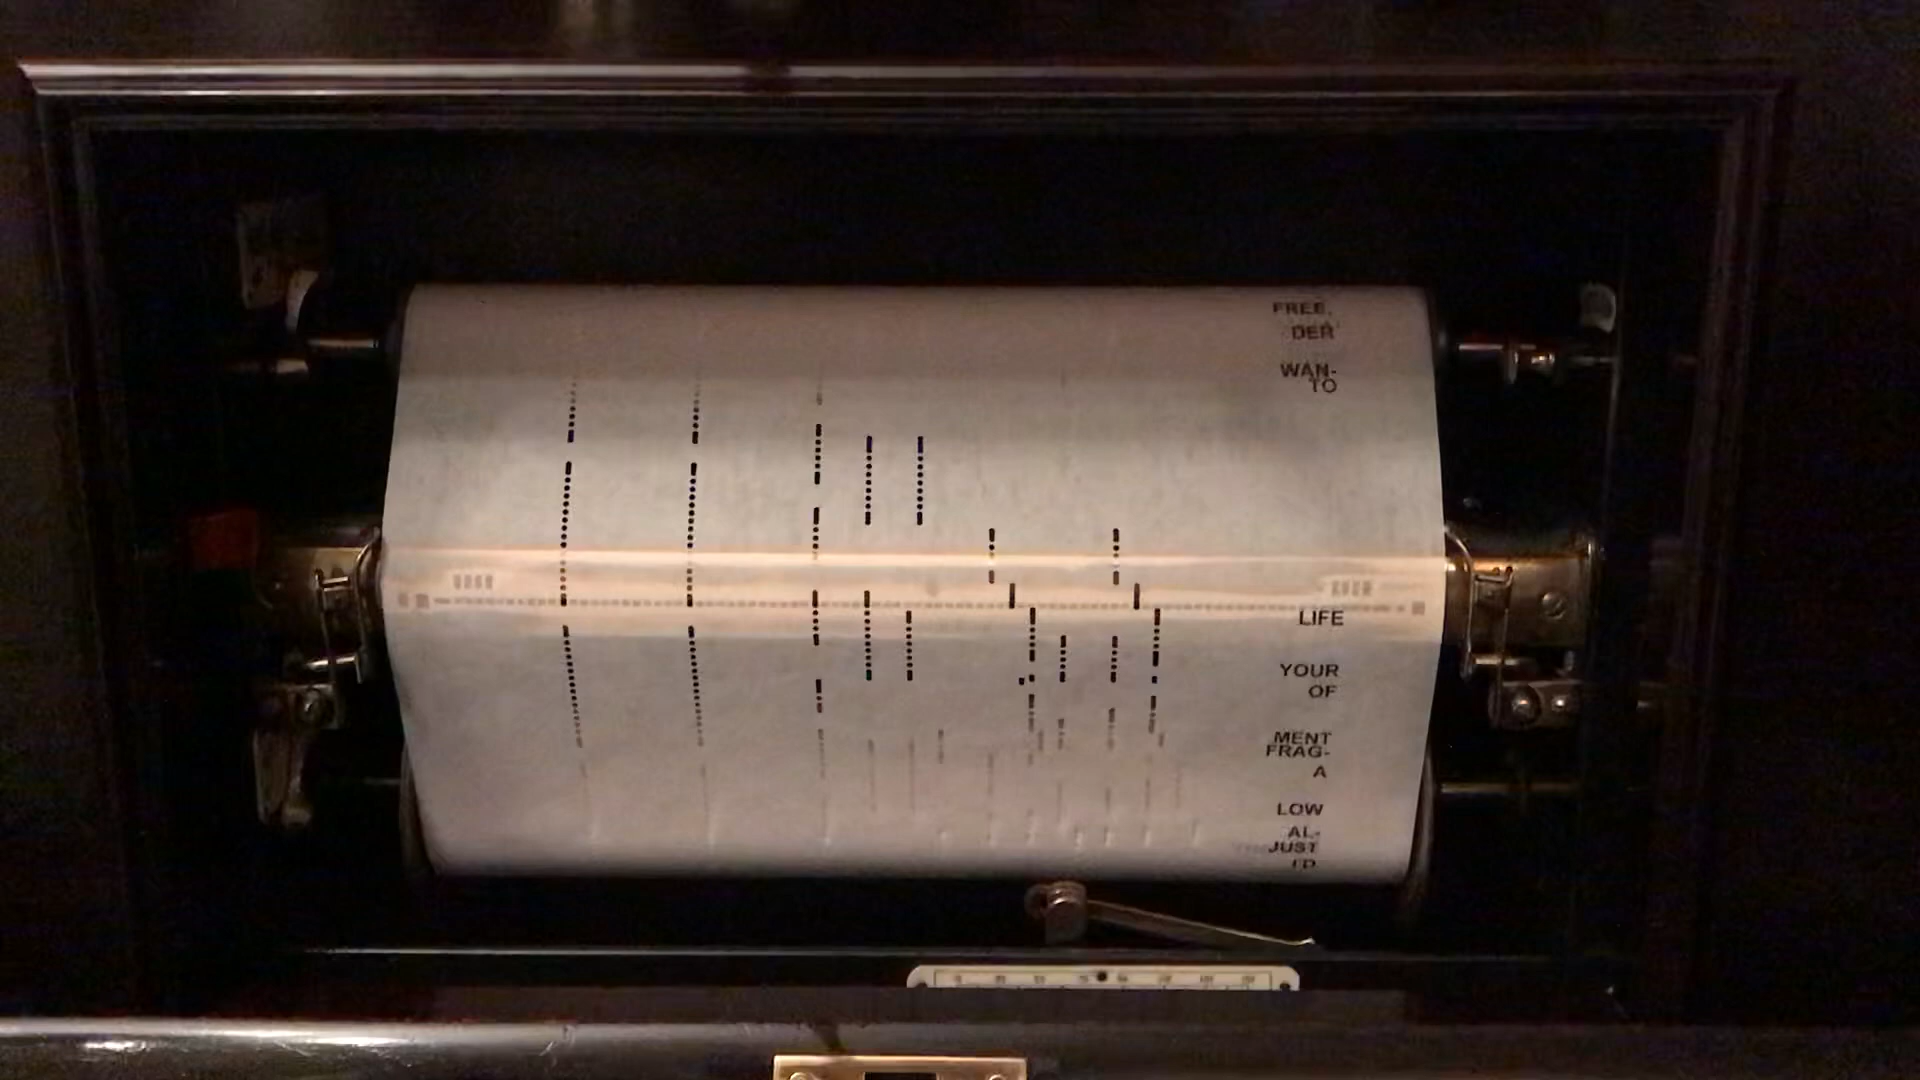 FREE,
DER
WAN-
TO
LIFE
YOUR
OF
MENT
FRAG-
A
LOW
AL-
JUST
I'D